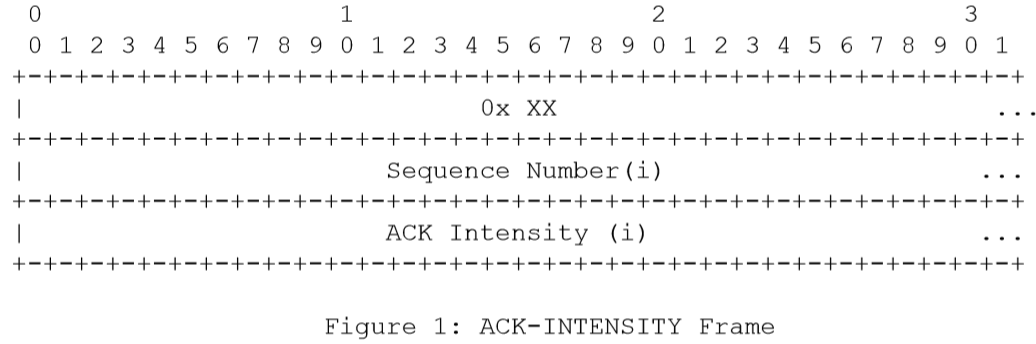 0                   1                   2                   3
 0 1 2 3 4 5 6 7 8 9 0 1 2 3 4 5 6 7 8 9 0 1 2 3 4 5 6 7 8 9 0 1
+-+-+-+-+-+-+-+-+-+-+-+-+-+-+-+-+-+-+-+-+-+-+-+-+-+-+-+-+-+-+-+-+
|                             0x XX                            ...
+-+-+-+-+-+-+-+-+-+-+-+-+-+-+-+-+-+-+-+-+-+-+-+-+-+-+-+-+-+-+-+-+
|                       Sequence Number(i)                    ...
+-+-+-+-+-+-+-+-+-+-+-+-+-+-+-+-+-+-+-+-+-+-+-+-+-+-+-+-+-+-+-+-+
|                       ACK Intensity (i)                     ...
+-+-+-+-+-+-+-+-+-+-+-+-+-+-+-+-+-+-+-+-+-+-+-+-+-+-+-+-+-+-+-+-+
                    Figure 1: ACK-INTENSITY Frame